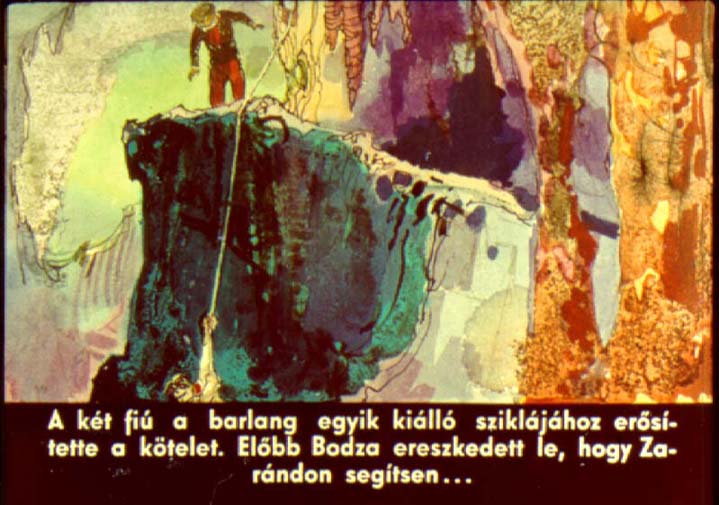 A két fiú a barlang egyik kiálló sziklájához erősí-
tette a kötelet. Előbb Bodza ereszkedett le, hogy Za-
rándon segítsen...